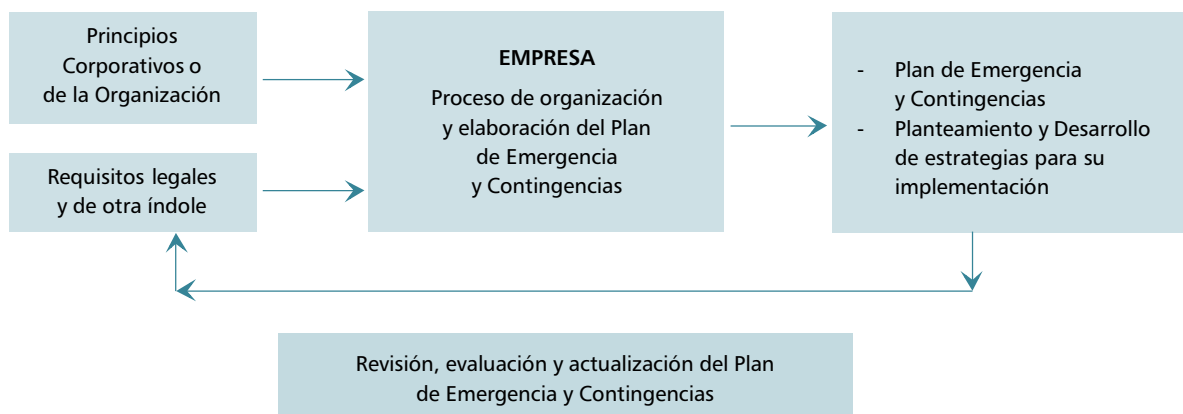 Principios
Corporativos o
de la Organización
Requisitos legales
y de otra índole
EMPRESA
Proceso de organización
y elaboración del Plan
de Emergencia
y Contingencias
- Plan de Emergencia
y Contingencias
- Planteamiento y Desarrollo
de estrategias para su
implementación
Revisión, evaluación y actualización del Plan
de Emergencia y Contingencias